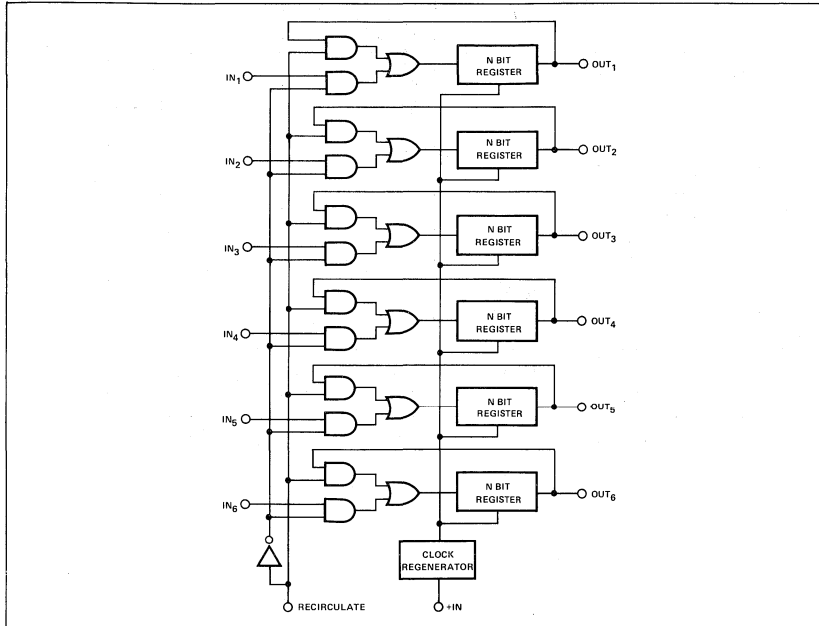 N BIT
REGISTER
IN1
OUT1
N BIT
REGISTER
IN2
OUT2
N BIT
REGISTER
IN3
OUT3
N BIT
REGISTER
IN4
OUT4
N BIT
REGISTER
IN5
OUT5
N BIT
REGISTER
IN6
OUT6
CLOCK
REGENERATOR
RECIRCULATE
+IN